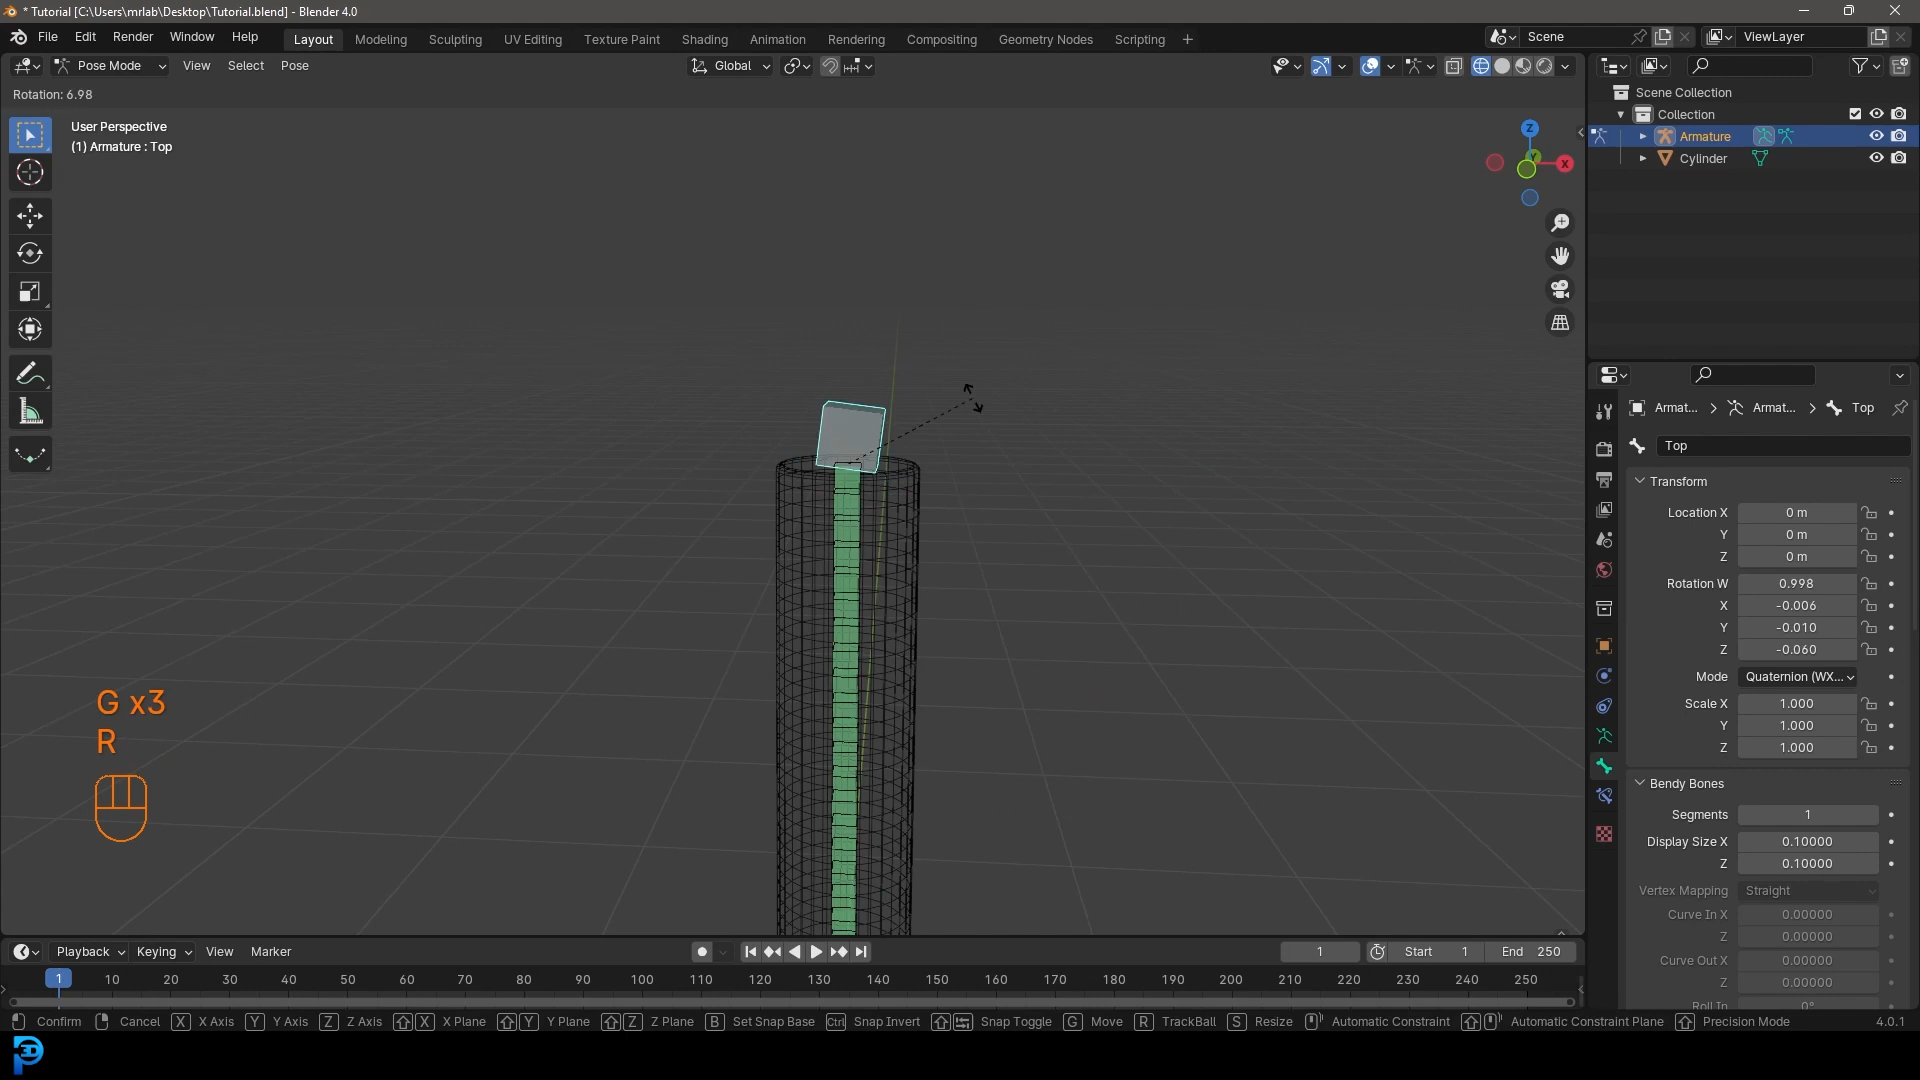 * Tutorial [C:\Users\mrlab\Desktop\Tutorial.blend] - Blender 4.0
File Edit Render Window Help Layout Modeling Sculpting UV Editing Texture Paint Shading Animation Rendering Compositing Geometry Nodes Scripting + Scene ViewLayer
Pose Mode View Select Pose Global
Rotation: 6.98
User Perspective
(1) Armature : Top
Z
Y
X
Scene Collection
Collection
Armature
Cylinder
Armat... > Armat... > Top
Top
Transform
Location X 0 m
Y 0 m
Z 0 m
Rotation W 0.998
X -0.006
Y -0.010
Z -0.060
Mode Quaternion (WX...
Scale X 1.000
Y 1.000
Z 1.000
Bendy Bones
Segments 1
Display Size X 0.10000
Z 0.10000
Vertex Mapping Straight
Curve In X 0.00000
Z 0.00000
Curve Out X 0.00000
Z 0.00000
Roll In 0°
G x3
R
Playback Keying View Marker 1 Start 1 End 250
1 10 20 30 40 50 60 70 80 90 100 110 120 130 140 150 160 170 180 190 200 210 220 230 240 250
Confirm Cancel X X Axis Y Y Axis Z Z Axis X X Plane Y Y Plane Z Z Plane B Set Snap Base Ctrl Snap Invert Snap Toggle G Move R TrackBall S Resize Automatic Constraint Automatic Constraint Plane Precision Mode 4.0.1
3D